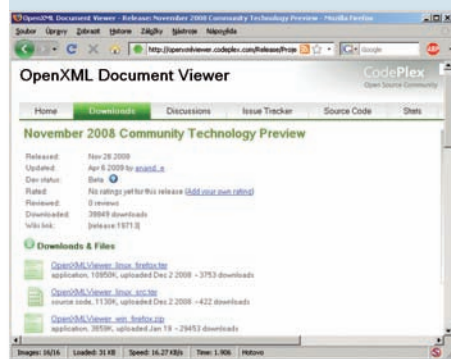 OpenXML Document Viewer - Release: November 2008 Community Technology Preview - Mozilla Firefox
Soubor Úpravy Zobrazit Historie Záložky Nástroje Nápověda
http://openxmlviewer.codeplex.com/Release/Proje
Google
OpenXML Document Viewer
CodePlex
Open Source Community
Home Downloads Discussions Issue Tracker Source Code Stats
November 2008 Community Technology Preview
Released: Nov 28 2008
Updated: Apr 6 2009 by anand_e
Dev status: Beta
Rated: No ratings yet for this release (Add your own rating)
Reviewed: 0 reviews
Downloaded: 38849 downloads
Wiki link: [release:19713]
Downloads & Files
OpenXMLViewer_linux_firefox.tar
application, 10950K, uploaded Dec 2 2008 - 3753 downloads
OpenXMLViewer_linux_src.tar
source code, 1130K, uploaded Dec 2 2008 - 422 downloads
OpenXMLViewer_win_firefox.zip
application, 3659K, uploaded Jan 19 - 29453 downloads
Images: 16/16 Loaded: 31 KB Speed: 16.27 KB/s Time: 1.906 Hotovo